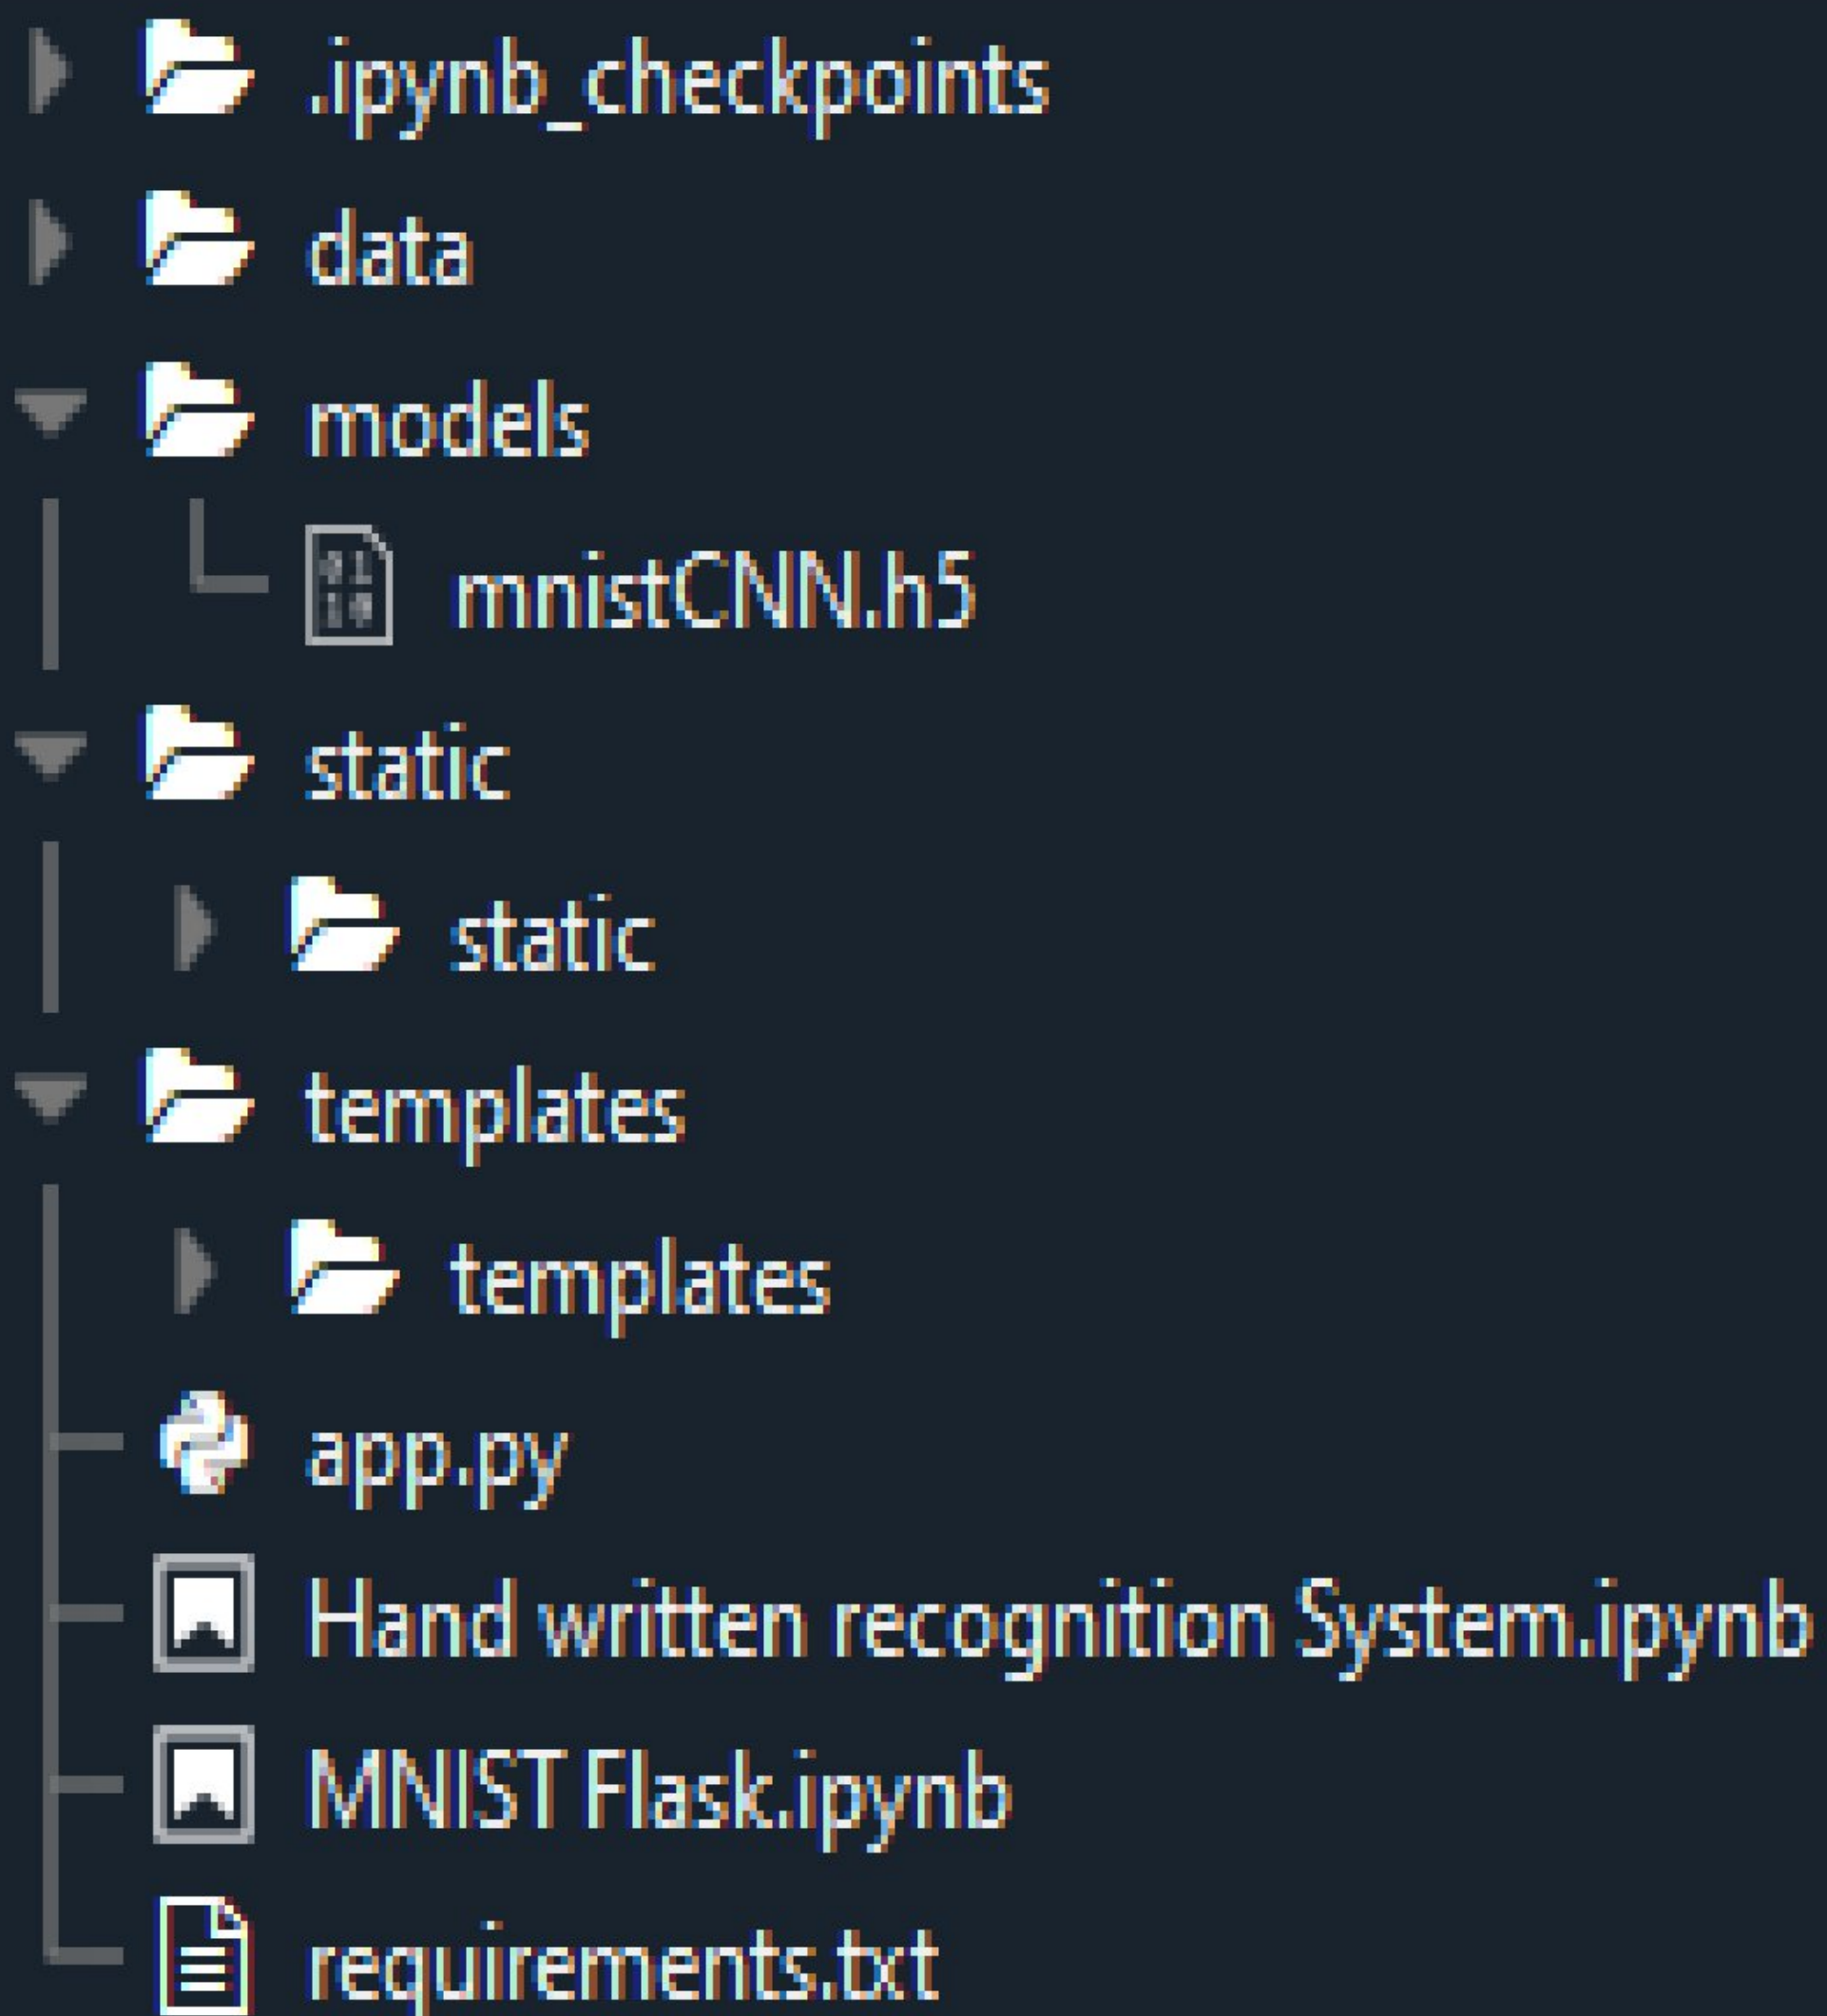 .ipynb_checkpoints
data
models
mnistCNN.h5
static
static
templates
templates
app.py
Hand written recognition System.ipynb
MNIST Flask.ipynb
requirements.txt